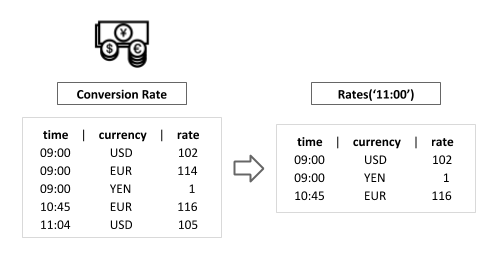 ¥
$ €
Conversion Rate
time | currency | rate
09:00 USD 102
09:00 EUR 114
09:00 YEN 1
10:45 EUR 116
11:04 USD 105
Rates(‘11:00’)
time | currency | rate
09:00 USD 102
09:00 YEN 1
10:45 EUR 116